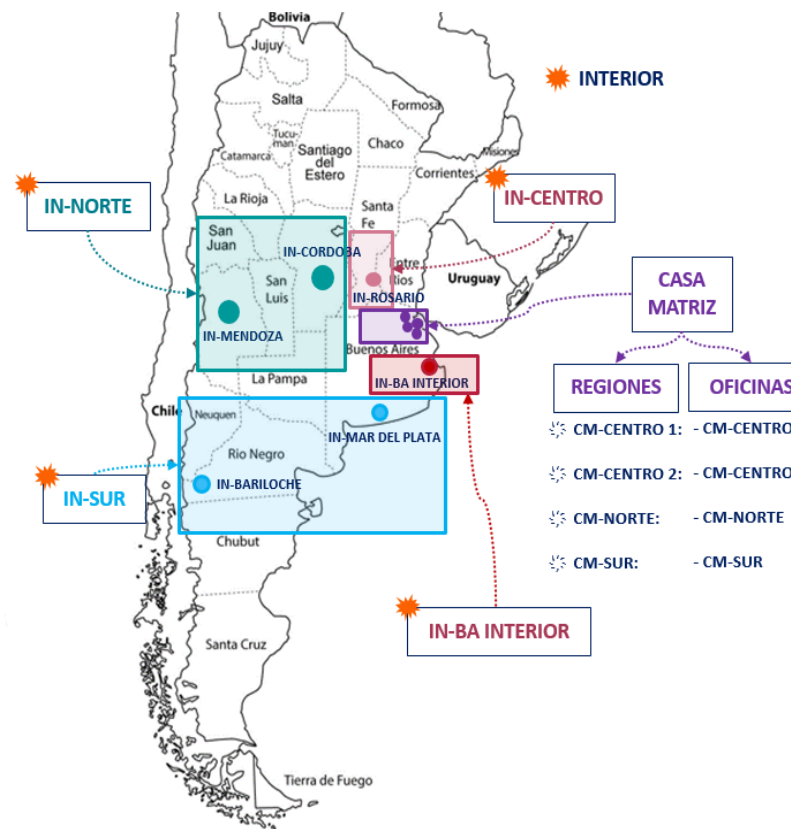 Bolivia
Jujuy
INTERIOR
Salta
Formosa
Tucu-
man
Chaco
Santiago
del
Estero
Misiones
Catamarca
Corrientes
La Rioja
IN-NORTE
IN-CENTRO
Santa
Fe
San
Juan
IN-CORDOBA
Entre
Rios
Uruguay
San
Luis
IN-ROSARIO
CASA
MATRIZ
IN-MENDOZA
Buenos Aires
IN-BA INTERIOR
La Pampa
REGIONES
OFICINAS
Chile
Neuquen
CM-CENTRO 1:
- CM-CENTRO
IN-MAR DEL PLATA
Rio Negro
CM-CENTRO 2:
- CM-CENTRO
IN-BARILOCHE
IN-SUR
CM-NORTE:
- CM-NORTE
Chubut
CM-SUR:
- CM-SUR
IN-BA INTERIOR
Santa Cruz
Tierra de Fuego